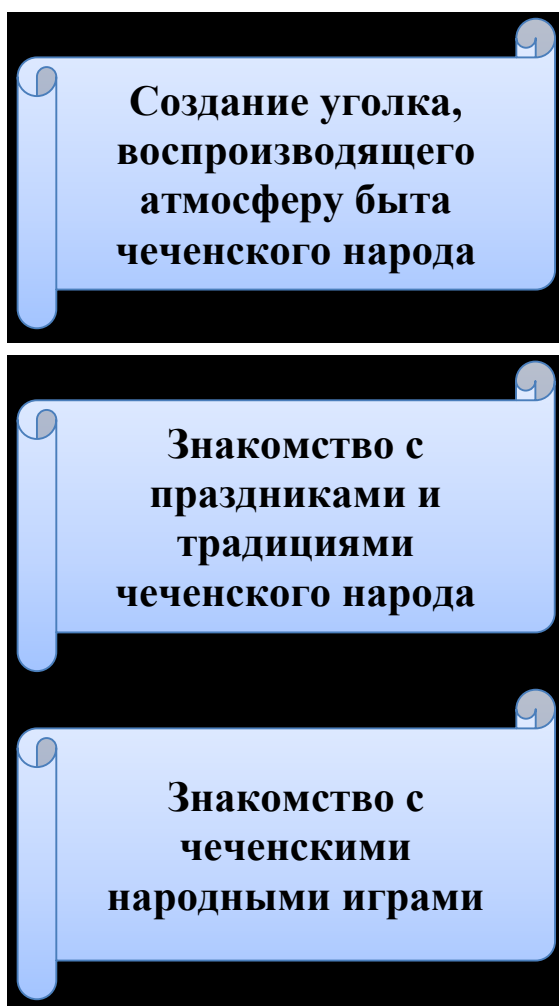 Создание уголка,
воспроизводящего
атмосферу быта
чеченского народа
Знакомство с
праздниками и
традициями
чеченского народа
Знакомство с
чеченскими
народными играми